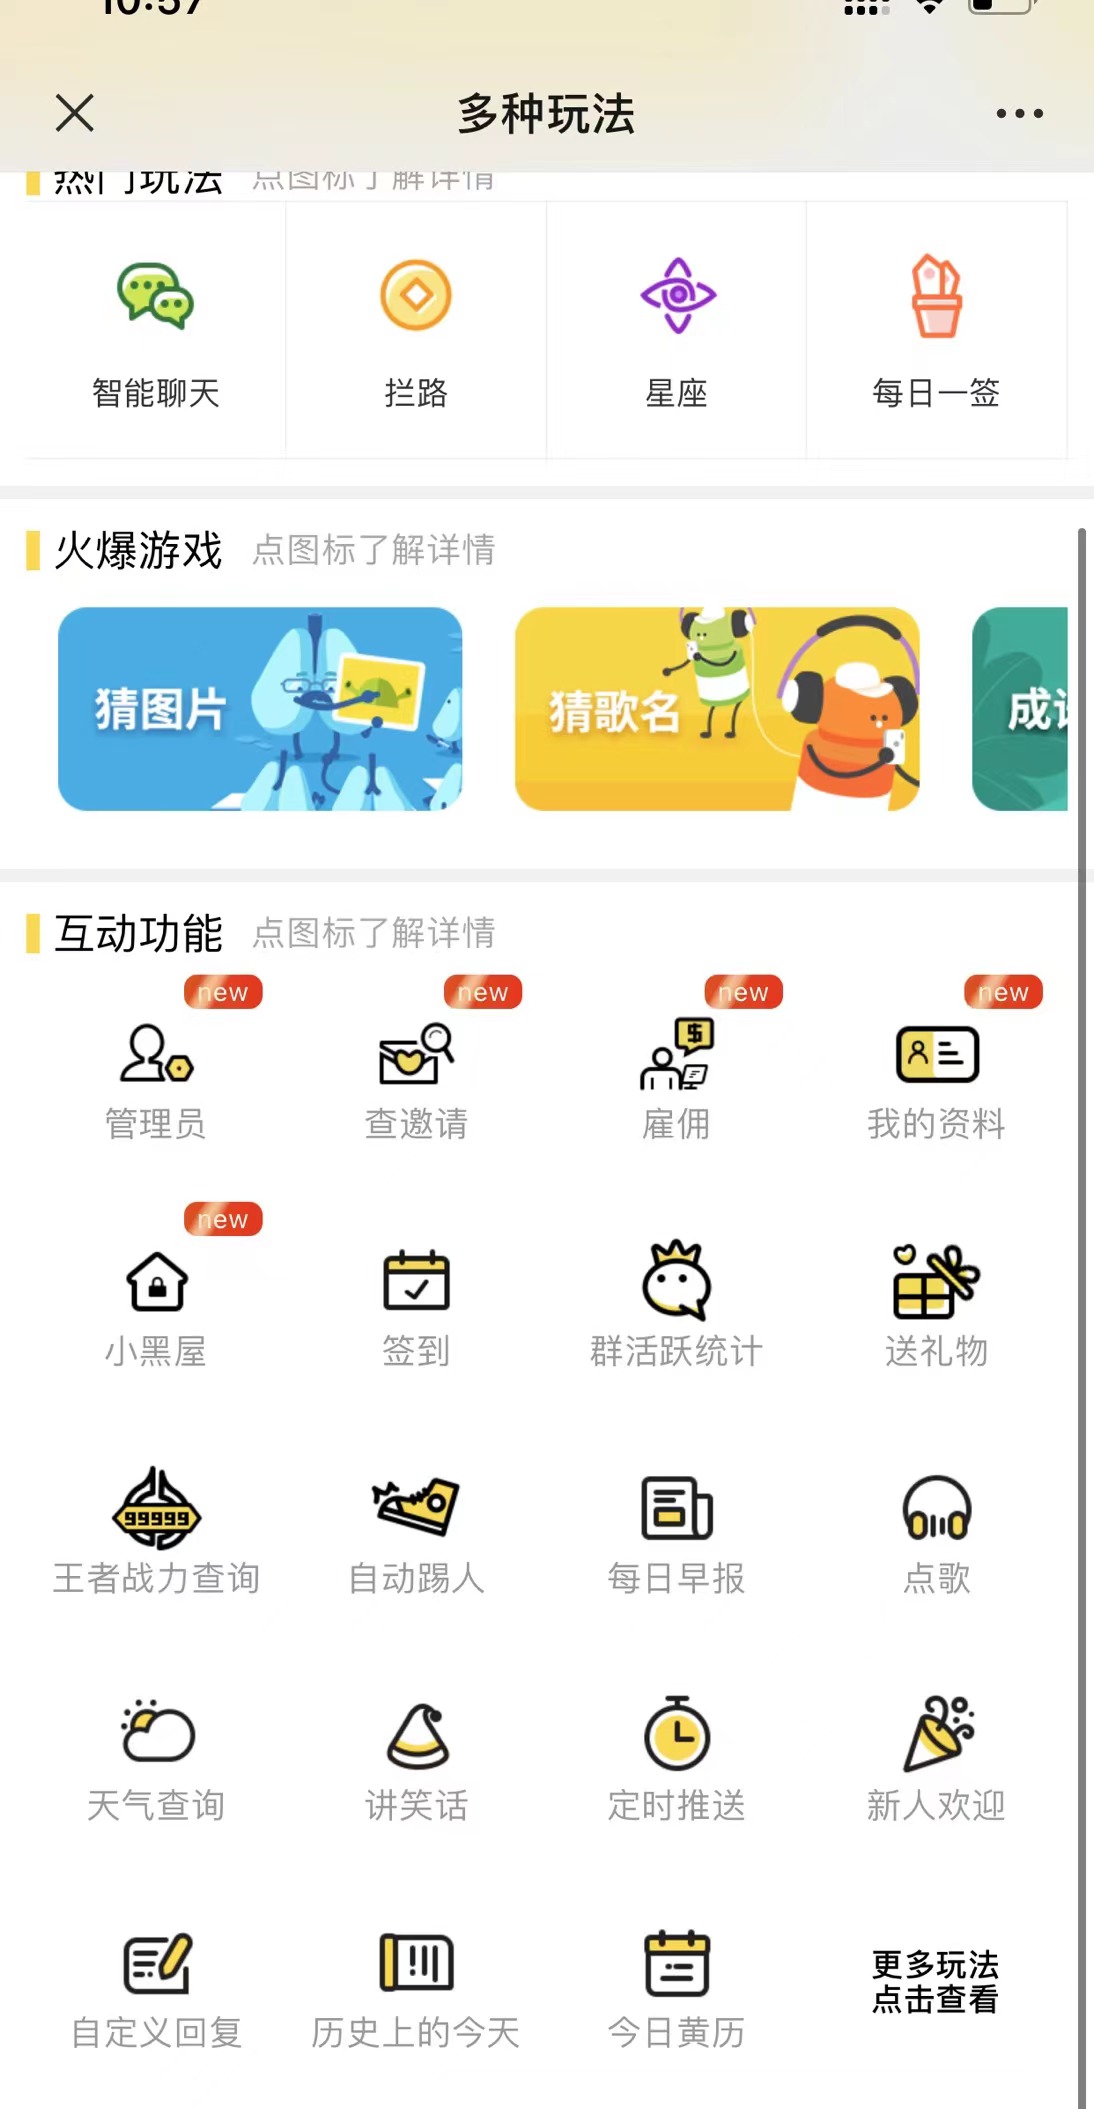 10:57
多种玩法
热门玩法 点图标了解详情
智能聊天 拦路 星座 每日一签
火爆游戏 点图标了解详情
猜图片 猜歌名 成
互动功能 点图标了解详情
new new new new
管理员 查邀请 雇佣 我的资料
new
小黑屋 签到 群活跃统计 送礼物
99999
王者战力查询 自动踢人 每日早报 点歌
天气查询 讲笑话 定时推送 新人欢迎
更多玩法
点击查看
自定义回复 历史上的今天 今日黄历